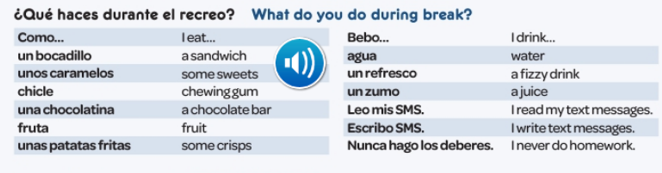 ¿Qué haces durante el recreo? What do you do during break?
Como... I eat...
un bocadillo a sandwich
unos caramelos some sweets
chicle chewing gum
una chocolatina a chocolate bar
fruta fruit
unas patatas fritas some crisps
Bebo... I drink...
agua water
un refresco a fizzy drink
un zumo a juice
Leo mis SMS. I read my text messages.
Escribo SMS. I write text messages.
Nunca hago los deberes. I never do homework.